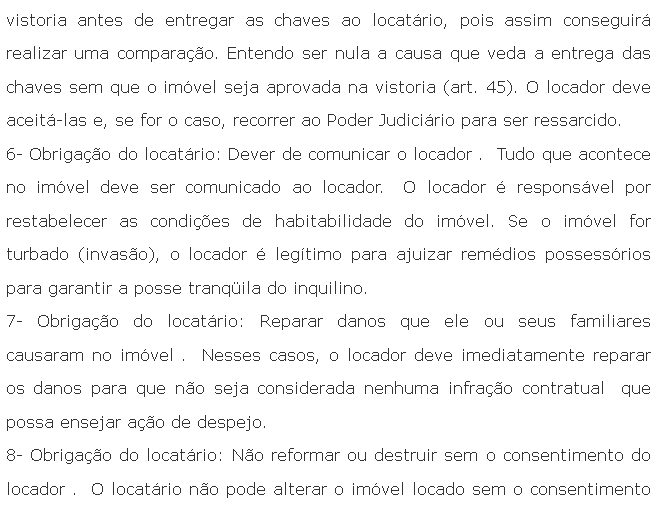 vistoria antes de entregar as chaves ao locatário, pois assim conseguirá
realizar uma comparação. Entendo ser nula a causa que veda a entrega das
chaves sem que o imóvel seja aprovada na vistoria (art. 45). O locador deve
aceitá-las e, se for o caso, recorrer ao Poder Judiciário para ser ressarcido.
6- Obrigação do locatário: Dever de comunicar o locador .  Tudo que acontece
no imóvel deve ser comunicado ao locador.  O locador é responsável por
restabelecer as condições de habitabilidade do imóvel. Se o imóvel for
turbado (invasão), o locador é legítimo para ajuizar remédios possessórios
para garantir a posse tranqüila do inquilino.
7- Obrigação do locatário: Reparar danos que ele ou seus familiares
causaram no imóvel .  Nesses casos, o locador deve imediatamente reparar
os danos para que não seja considerada nenhuma infração contratual  que
possa ensejar ação de despejo.
8- Obrigação do locatário: Não reformar ou destruir sem o consentimento do
locador .  O locatário não pode alterar o imóvel locado sem o consentimento